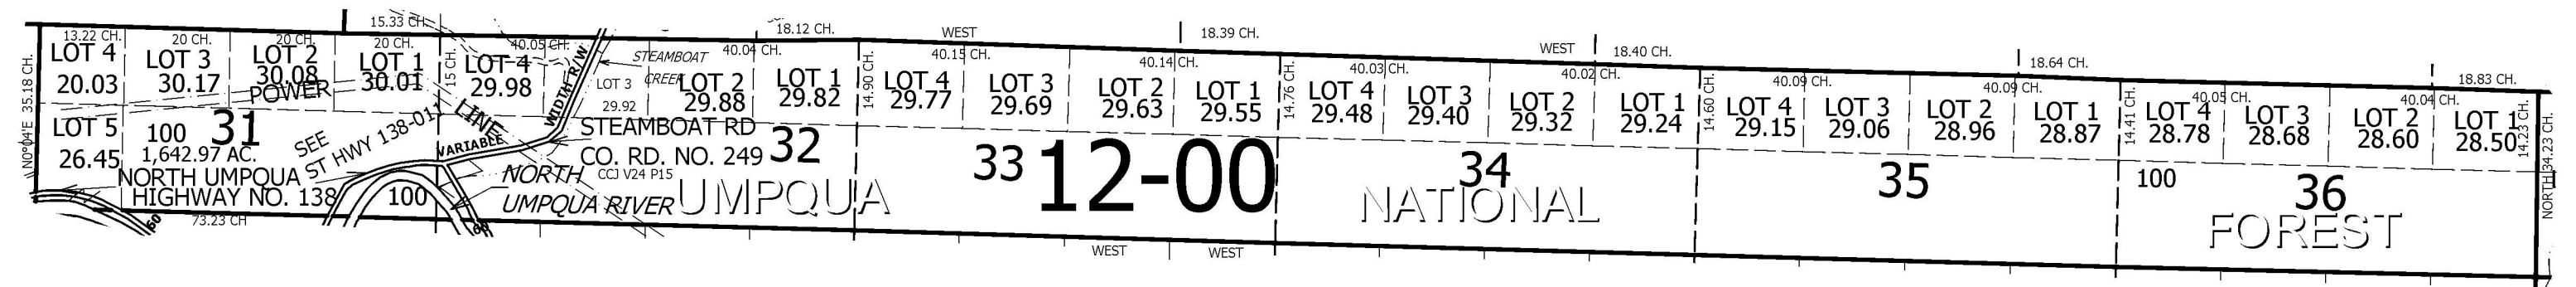 15.33 CH.
18.12 CH.
WEST
18.39 CH.
WEST
18.40 CH.
18.64 CH.
18.83 CH.
13.22 CH.
20 CH.
20 CH.
20 CH.
40.05 CH.
40.04 CH.
40.15 CH.
40.14 CH.
40.03 CH.
40.02 CH.
40.09 CH.
40.09 CH.
40.05 CH.
40.04 CH.
N0°04'E 35.18 CH.
LOT 4
20.03
LOT 3
30.17
LOT 2
30.08
LOT 1
30.01
15 CH.
LOT 4
29.98
WIDTH R/W
STEAMBOAT
CREEK
LOT 3
29.92
LOT 2
29.88
LOT 1
29.82
14.90 CH.
LOT 4
29.77
LOT 3
29.69
LOT 2
29.63
LOT 1
29.55
14.76 CH.
LOT 4
29.48
LOT 3
29.40
LOT 2
29.32
LOT 1
29.24
14.60 CH.
LOT 4
29.15
LOT 3
29.06
LOT 2
28.96
LOT 1
28.87
14.41 CH.
LOT 4
28.78
LOT 3
28.68
LOT 2
28.60
LOT 1
28.50
14.23 CH.
NORTH 34.23 CH.
POWER
LINE
LOT 5
26.45
100
31
1,642.97 AC.
SEE
ST HWY 138-011
VARIABLE
STEAMBOAT RD
CO. RD. NO. 249
CCJ V24 P15
32
33
12-00
34
35
100
36
NORTH UMPQUA
HIGHWAY NO. 138
100
NORTH
UMPQUA RIVER
UMPQUA
NATIONAL
FOREST
60
73.23 CH
60
WEST
WEST